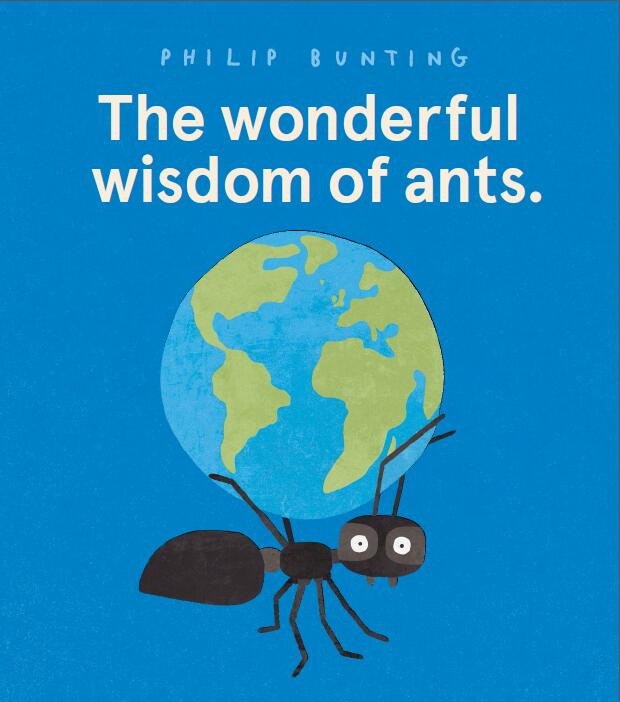 PHILIP BUNTING
The wonderful
wisdom of ants.